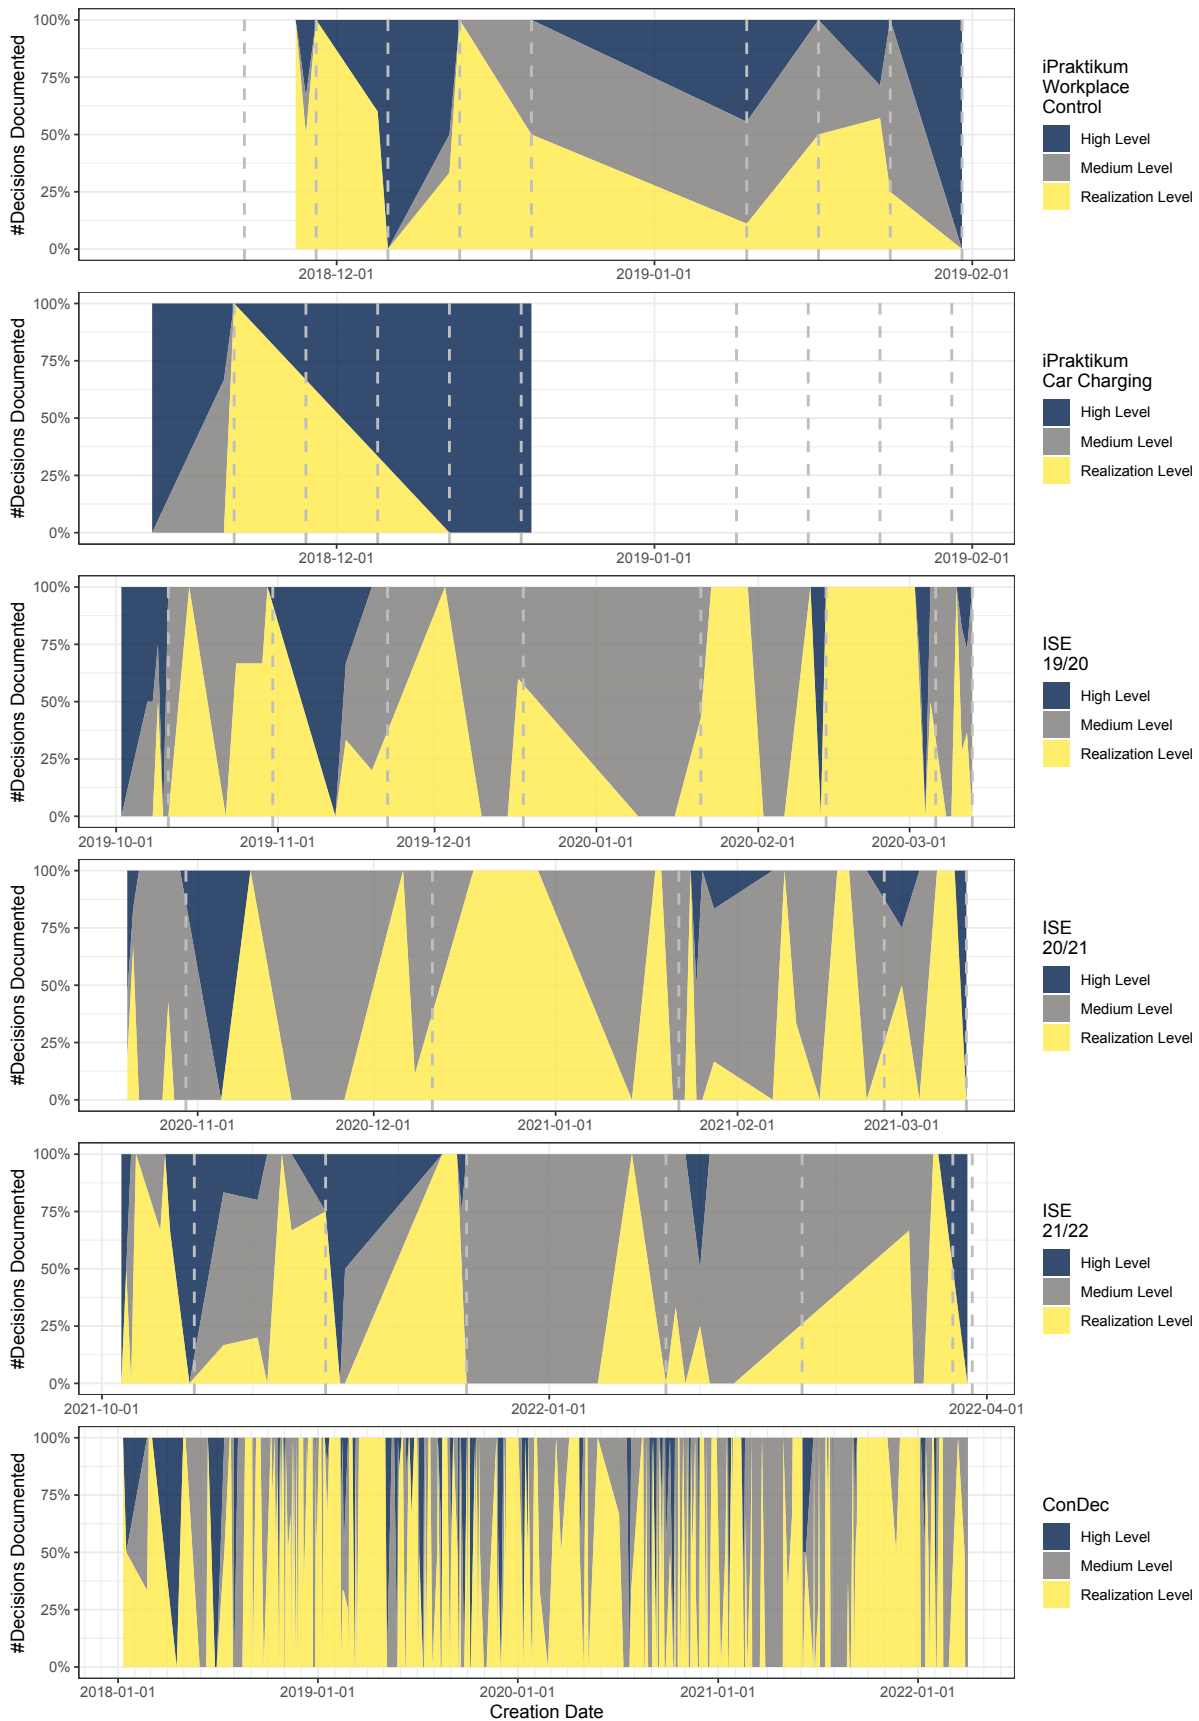 #Decisions Documented
100%
75%
50%
25%
0%
2018-12-01
2019-01-01
2019-02-01
iPraktikum
Workplace
Control
High Level
Medium Level
Realization Level
#Decisions Documented
100%
75%
50%
25%
0%
2018-12-01
2019-01-01
2019-02-01
iPraktikum
Car Charging
High Level
Medium Level
Realization Level
#Decisions Documented
100%
75%
50%
25%
0%
2019-10-01
2019-11-01
2019-12-01
2020-01-01
2020-02-01
2020-03-01
ISE
19/20
High Level
Medium Level
Realization Level
#Decisions Documented
100%
75%
50%
25%
0%
2020-11-01
2020-12-01
2021-01-01
2021-02-01
2021-03-01
ISE
20/21
High Level
Medium Level
Realization Level
#Decisions Documented
100%
75%
50%
25%
0%
2021-10-01
2022-01-01
2022-04-01
ISE
21/22
High Level
Medium Level
Realization Level
#Decisions Documented
100%
75%
50%
25%
0%
2018-01-01
2019-01-01
2020-01-01
2021-01-01
2022-01-01
Creation Date
ConDec
High Level
Medium Level
Realization Level